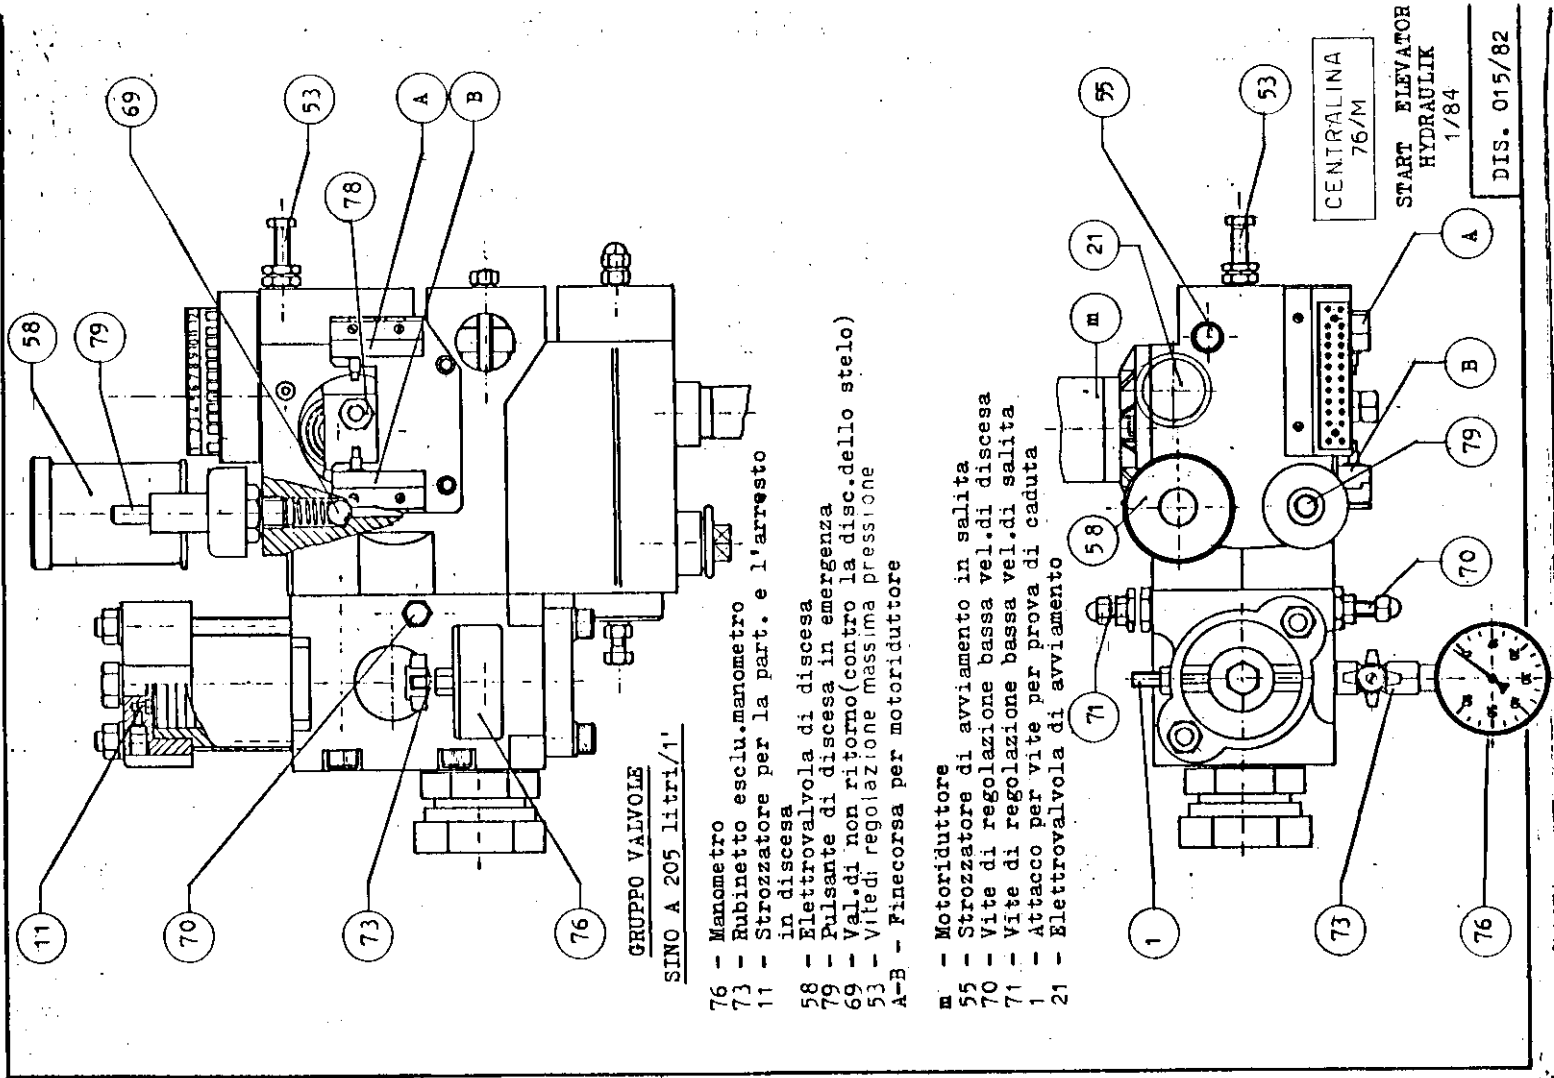 69
53
A
B
58
79
78
11
70
73
76
GRUPPO VALVOLE
SINO A 205 litri/1'
76 - Manometro
73 - Rubinetto esclu.manometro
11 - Strozzatore per la part. e l'arresto
in discesa
58 - Elettrovalvola di discesa
79 - Pulsante di discesa in emergenza
69 - Val.di non ritorno(contro la disc.dello stelo)
53 - Vite di regolazione massima pressione
A-B - Finecorsa per motoriduttore
m - Motoriduttore
55 - Strozzatore di avviamento in salita
70 - Vite di regolazione bassa vel.di discesa
71 - Vite di regolazione bassa vel.di salita
1 - Attacco per vite per prova di caduta
21 - Elettrovalvola di avviamento
55
53
21
m
A
B
79
58
70
71
1
73
76
CENTRALINA
76/M
START ELEVATOR
HYDRAULIK
1/84
DIS. 015/82